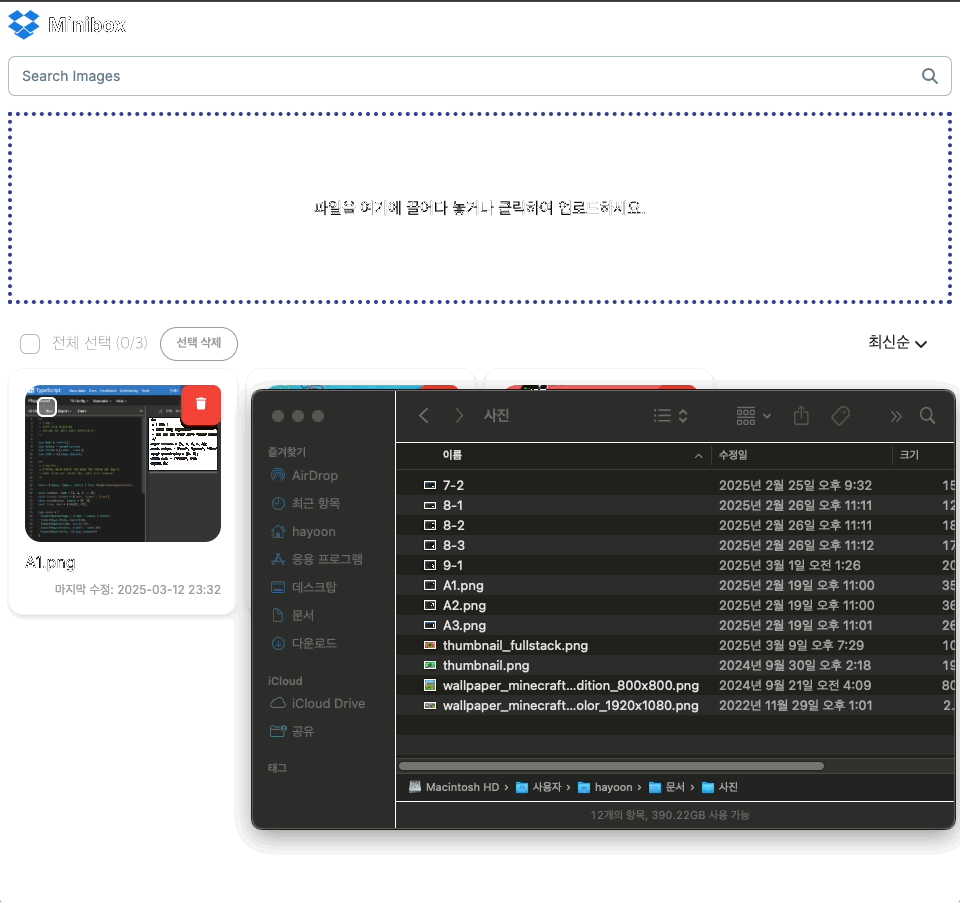 Minibox
Search Images
파일을 여기에 끌어다 놓거나 클릭하여 업로드하세요.
전체 선택 (0/3)
선택 삭제
최신순
TypeScript
A1.png
마지막 수정: 2025-03-12 23:32
사진
즐겨찾기
AirDrop
최근 항목
hayoon
응용 프로그램
데스크탑
문서
다운로드
iCloud
iCloud Drive
공유
태그
이름 수정일 크기
7-2 2025년 2월 25일 오후 9:32 15
8-1 2025년 2월 26일 오후 11:11 12
8-2 2025년 2월 26일 오후 11:11 18
8-3 2025년 2월 26일 오후 11:12 17
9-1 2025년 3월 1일 오전 1:26 20
A1.png 2025년 2월 19일 오후 11:00 35
A2.png 2025년 2월 19일 오후 11:00 36
A3.png 2025년 2월 19일 오후 11:01 26
thumbnail_fullstack.png 2025년 3월 9일 오후 7:29 10
thumbnail.png 2024년 9월 30일 오후 2:18 19
wallpaper_minecraft...dition_800x800.png 2024년 9월 21일 오전 4:09 80
wallpaper_minecraft...olor_1920x1080.png 2022년 11월 29일 오후 1:01 2.
Macintosh HD › 사용자 › hayoon › 문서 › 사진
12개의 항목, 390.22GB 사용 가능